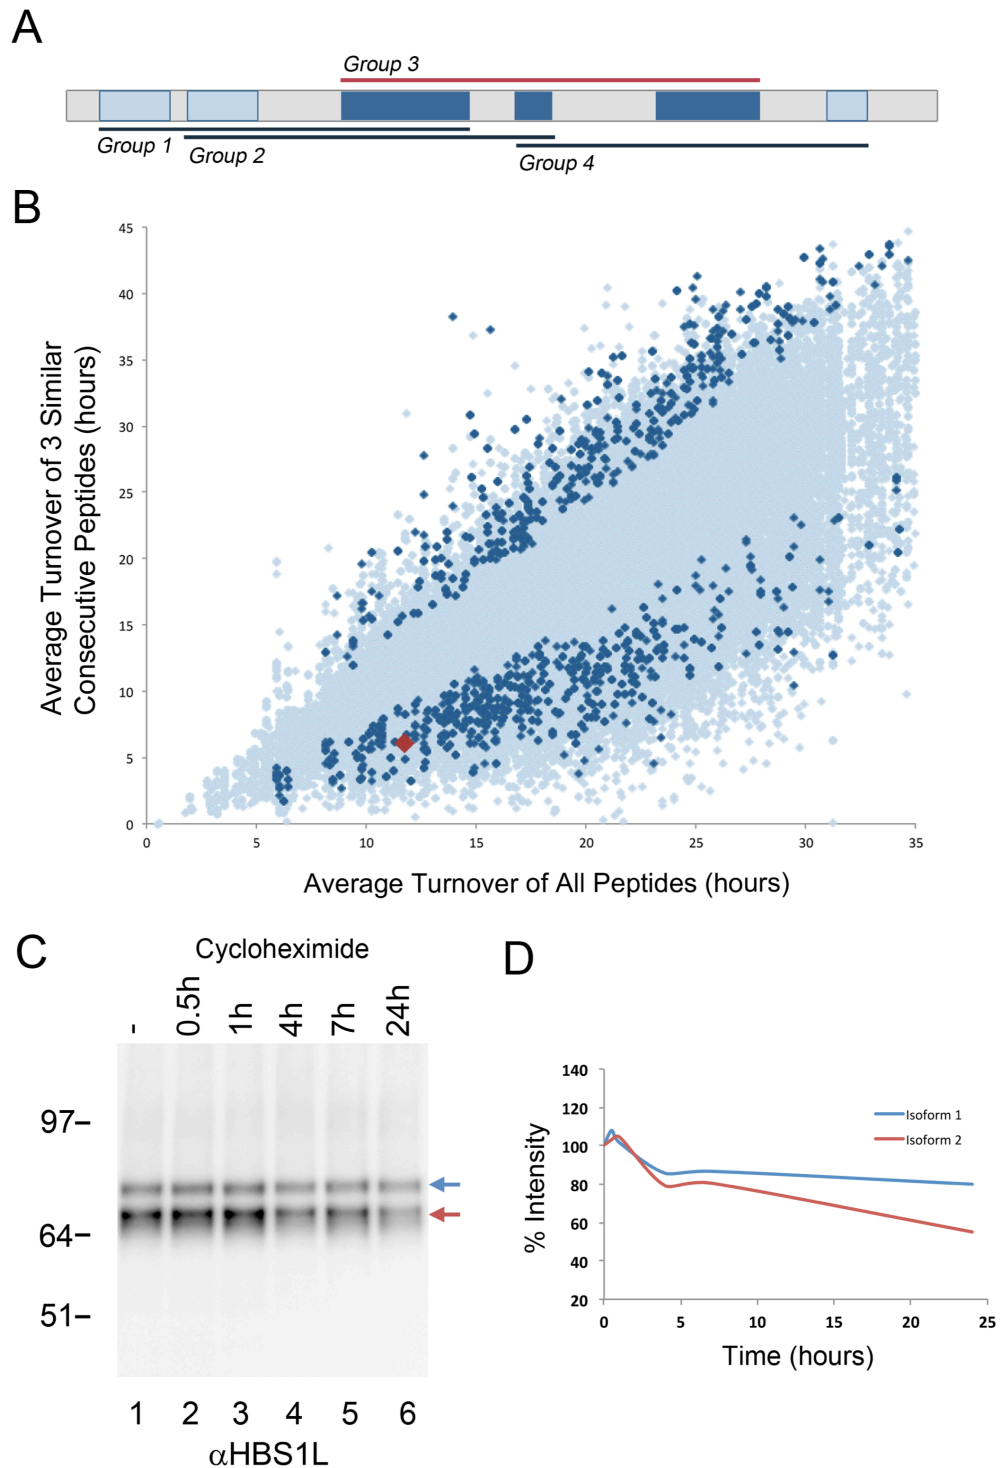 A
Group 3
Group 1
Group 2
Group 4
B
Average Turnover of 3 Similar
Consecutive Peptides (hours)
45
40
35
30
25
20
15
10
5
0
0 5 10 15 20 25 30 35
Average Turnover of All Peptides (hours)
C
Cycloheximide
- 0.5h 1h 4h 7h 24h
97–
64–
51–
1 2 3 4 5 6
αHBS1L
D
% Intensity
140
120
100
80
60
40
20
Isoform 1
Isoform 2
0 5 10 15 20 25
Time (hours)